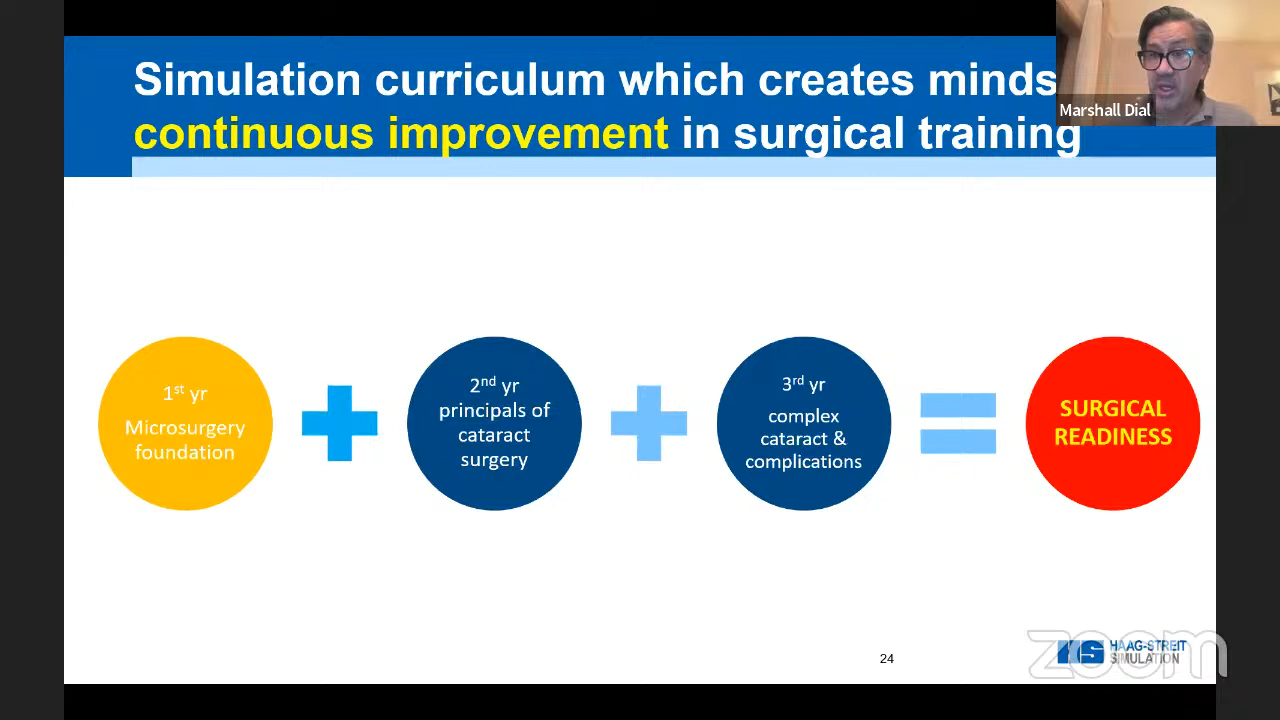 Simulation curriculum which creates minds
continuous improvement in surgical training
Marshall Dial
1st yr
Microsurgery
foundation
2nd yr
principals of
cataract
surgery
3rd yr
complex
cataract &
complications
SURGICAL
READINESS
24
HAAG-STREIT
SIMULATION
zoom